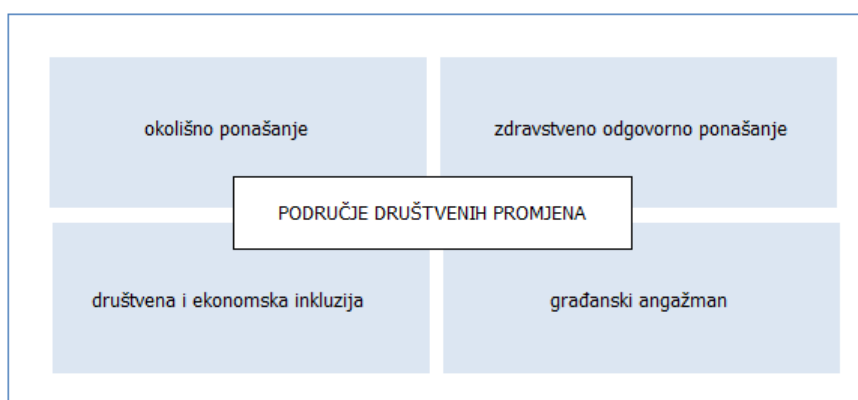 okolišno ponašanje
zdravstveno odgovorno ponašanje
PODRUČJE DRUŠTVENIH PROMJENA
društvena i ekonomska inkluzija
građanski angažman